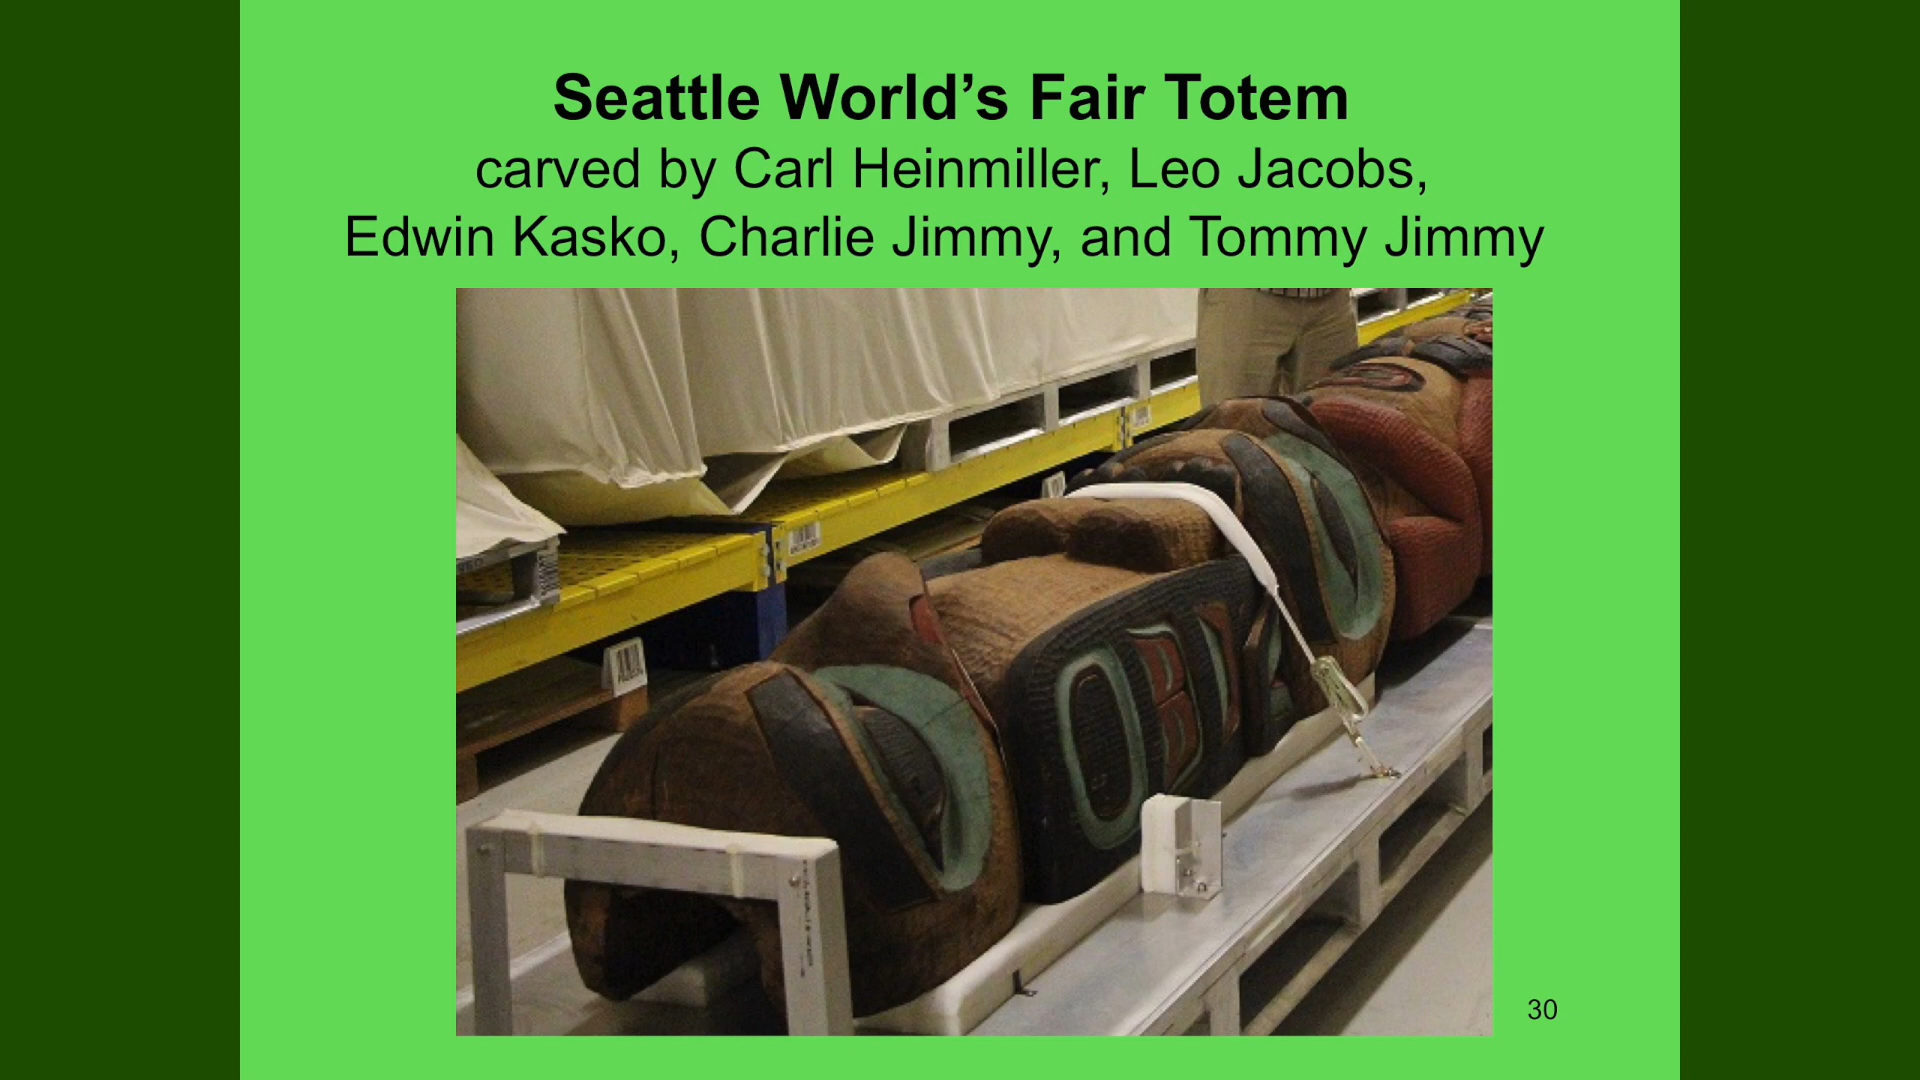 Seattle World’s Fair Totem
carved by Carl Heinmiller, Leo Jacobs,
Edwin Kasko, Charlie Jimmy, and Tommy Jimmy
30